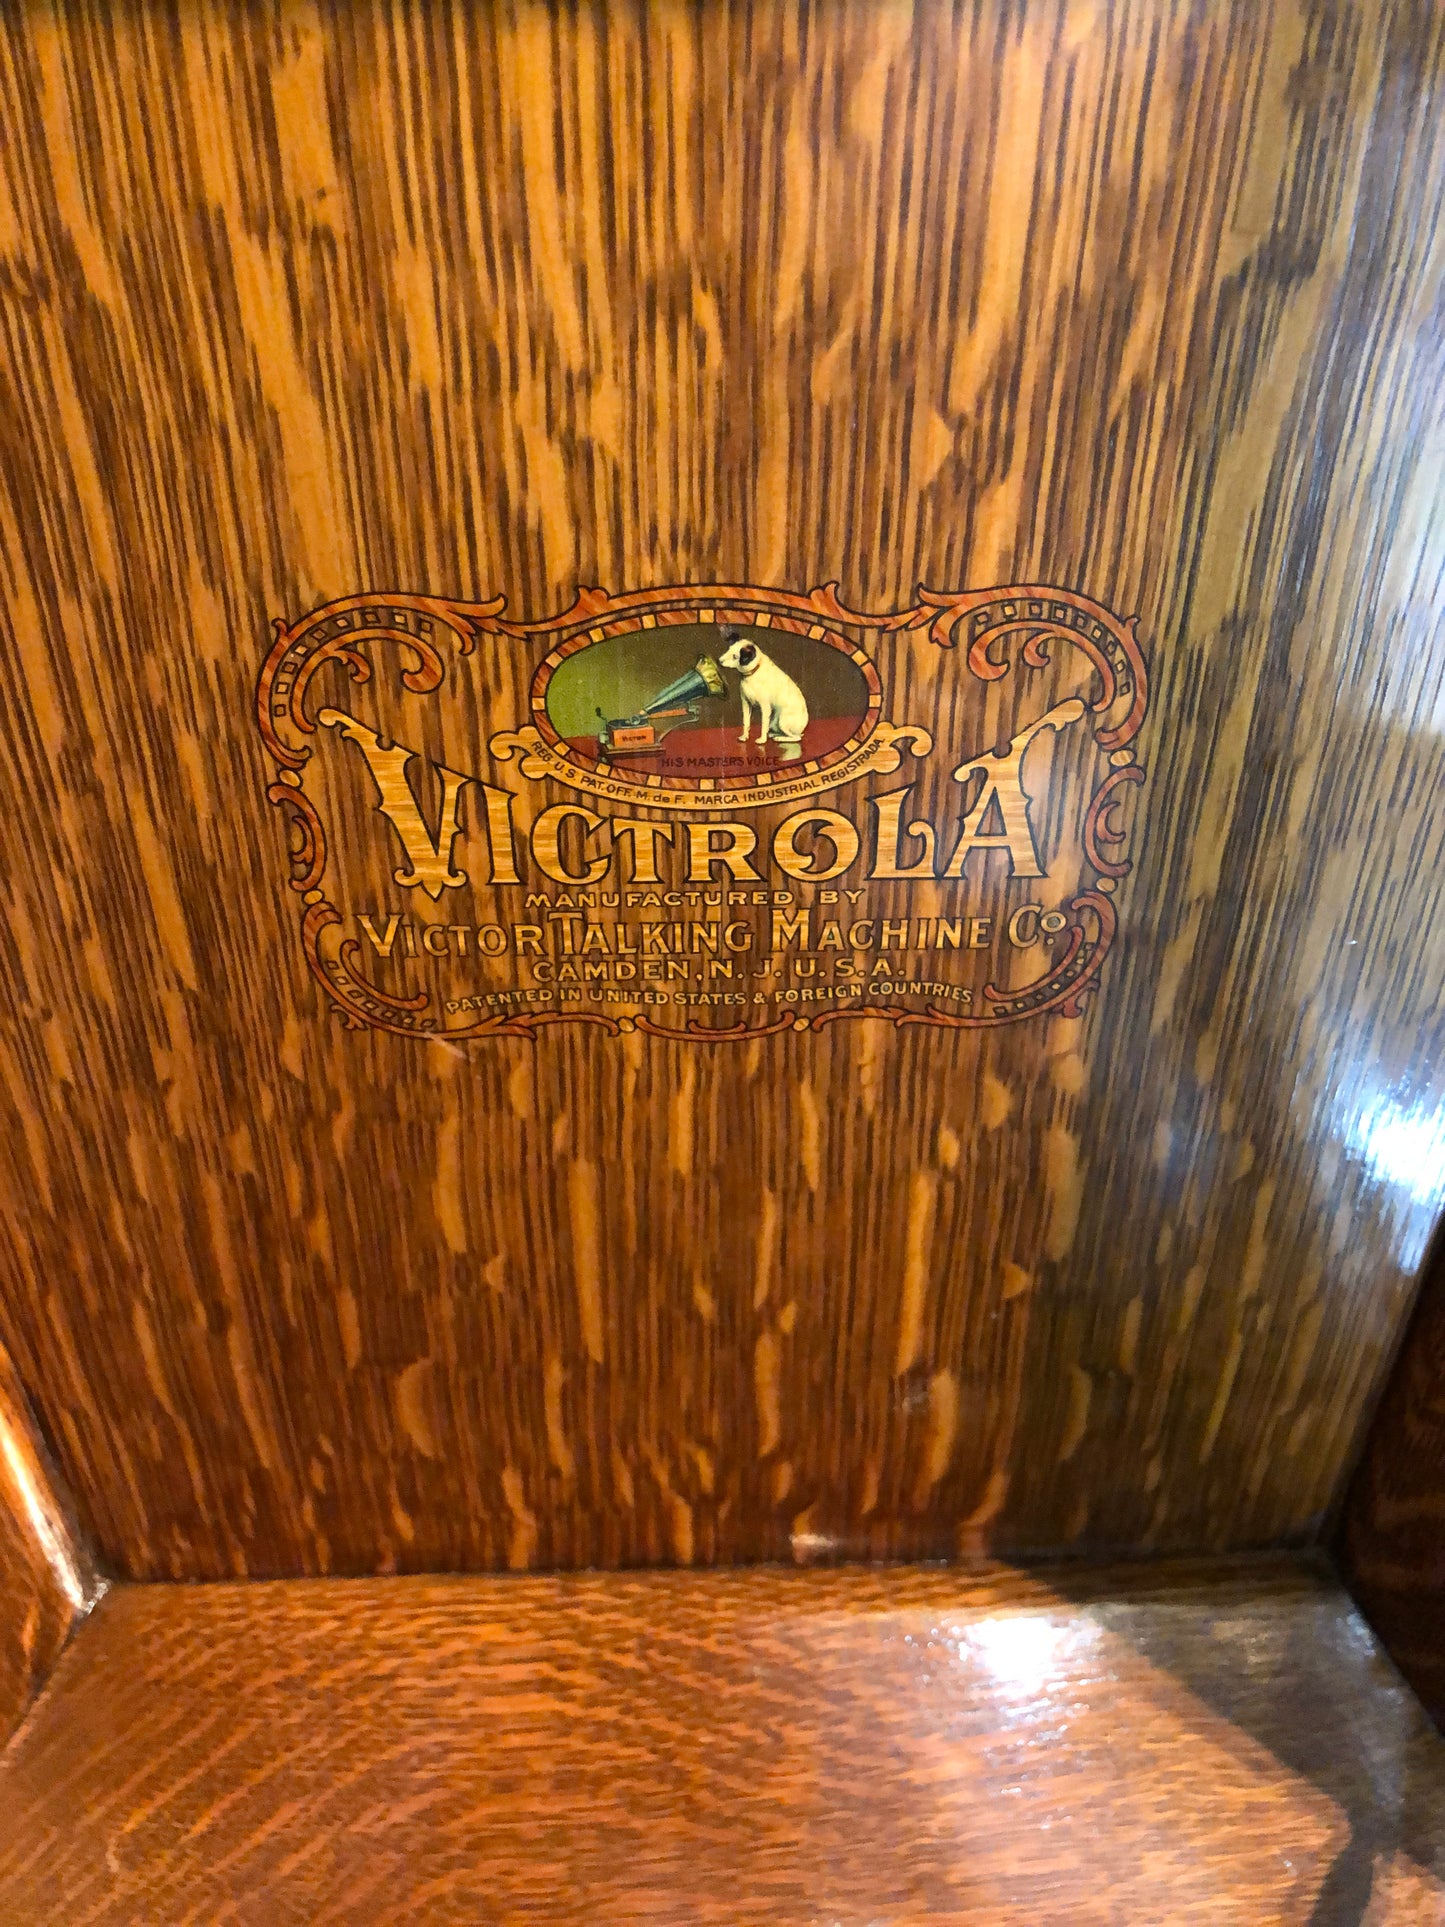 VICTOR
HIS MASTER'S VOICE
REG. U.S. PAT. OFF. M. de F. MARCA INDUSTRIAL REGISTRADA
VICTROLA
MANUFACTURED BY
VICTOR TALKING MACHINE Co.
CAMDEN, N. J. U. S. A.
PATENTED IN UNITED STATES & FOREIGN COUNTRIES